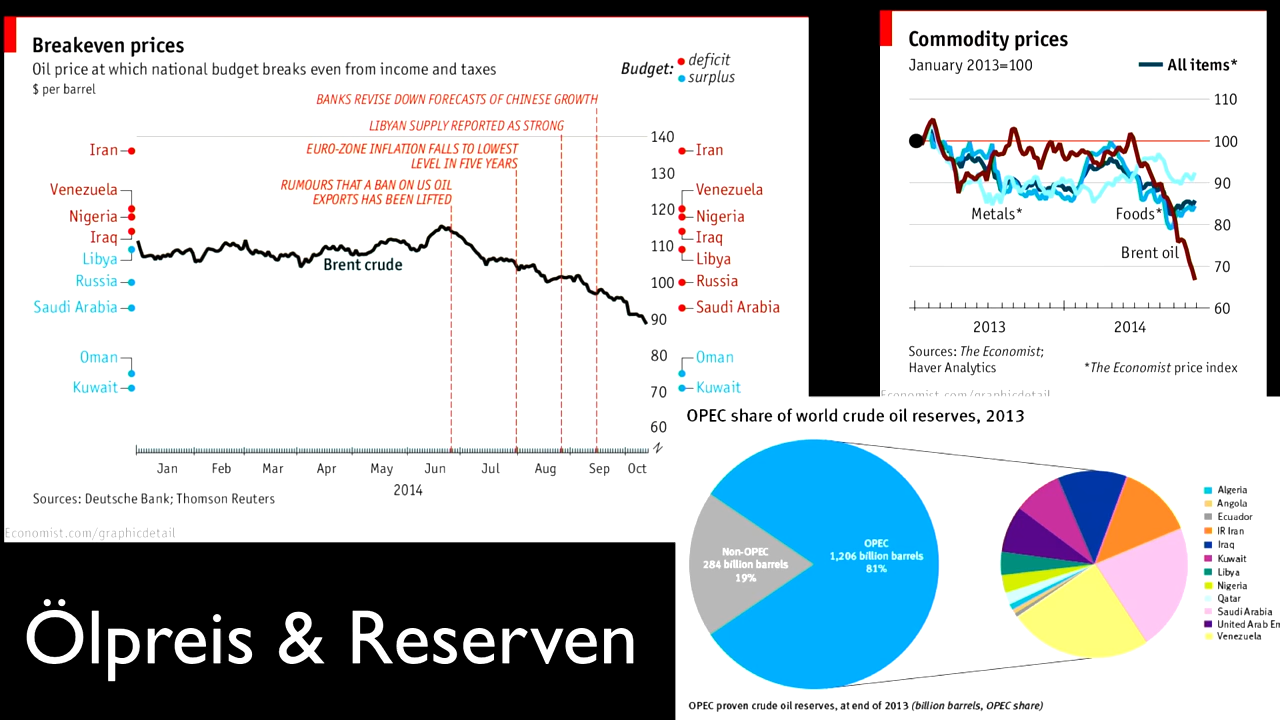 Breakeven prices
Oil price at which national budget breaks even from income and taxes
$ per barrel
Budget: deficit
surplus
BANKS REVISE DOWN FORECASTS OF CHINESE GROWTH
LIBYAN SUPPLY REPORTED AS STRONG
EURO-ZONE INFLATION FALLS TO LOWEST
LEVEL IN FIVE YEARS
RUMOURS THAT A BAN ON US OIL
EXPORTS HAS BEEN LIFTED
Iran
Venezuela
Nigeria
Iraq
Libya
Russia
Saudi Arabia
Oman
Kuwait
Brent crude
140
130
120
110
100
90
80
70
60
Iran
Venezuela
Nigeria
Iraq
Libya
Russia
Saudi Arabia
Oman
Kuwait
Jan Feb Mar Apr May Jun Jul Aug Sep Oct
2014
Sources: Deutsche Bank; Thomson Reuters
Economist.com/graphicdetail
Commodity prices
January 2013=100
All items*
110
100
90
80
70
60
Metals*
Foods*
Brent oil
2013 2014
Sources: The Economist;
Haver Analytics
*The Economist price index
Economist.com/graphicdetail
OPEC share of world crude oil reserves, 2013
Non-OPEC
284 billion barrels
19%
OPEC
1,206 billion barrels
81%
Algeria
Angola
Ecuador
IR Iran
Iraq
Kuwait
Libya
Nigeria
Qatar
Saudi Arabia
United Arab Em
Venezuela
OPEC proven crude oil reserves, at end of 2013 (billion barrels, OPEC share)
Ölpreis & Reserven